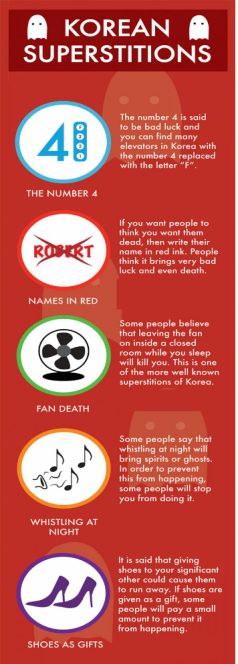 KOREAN
SUPERSTITIONS
4
F
3
2
1
The number 4 is said
to be bad luck and
you can find many
elevators in Korea with
the number 4 replaced
with the letter "F".
THE NUMBER 4
ROBERT
If you want people to
think you want them
dead, then write their
name in red ink. People
think it brings very bad
luck and even death.
NAMES IN RED
Some people believe
that leaving the fan
on inside a closed
room while you sleep
will kill you. This is one
of the more well known
superstitions of Korea.
FAN DEATH
Some people say that
whistling at night will
bring spirits or ghosts.
In order to prevent
this from happening,
some people will stop
you from doing it.
WHISTLING AT
NIGHT
It is said that giving
shoes to your significant
other could cause them
to run away. If shoes are
given as a gift, some
people will pay a small
amount to prevent it
from happening.
SHOES AS GIFTS